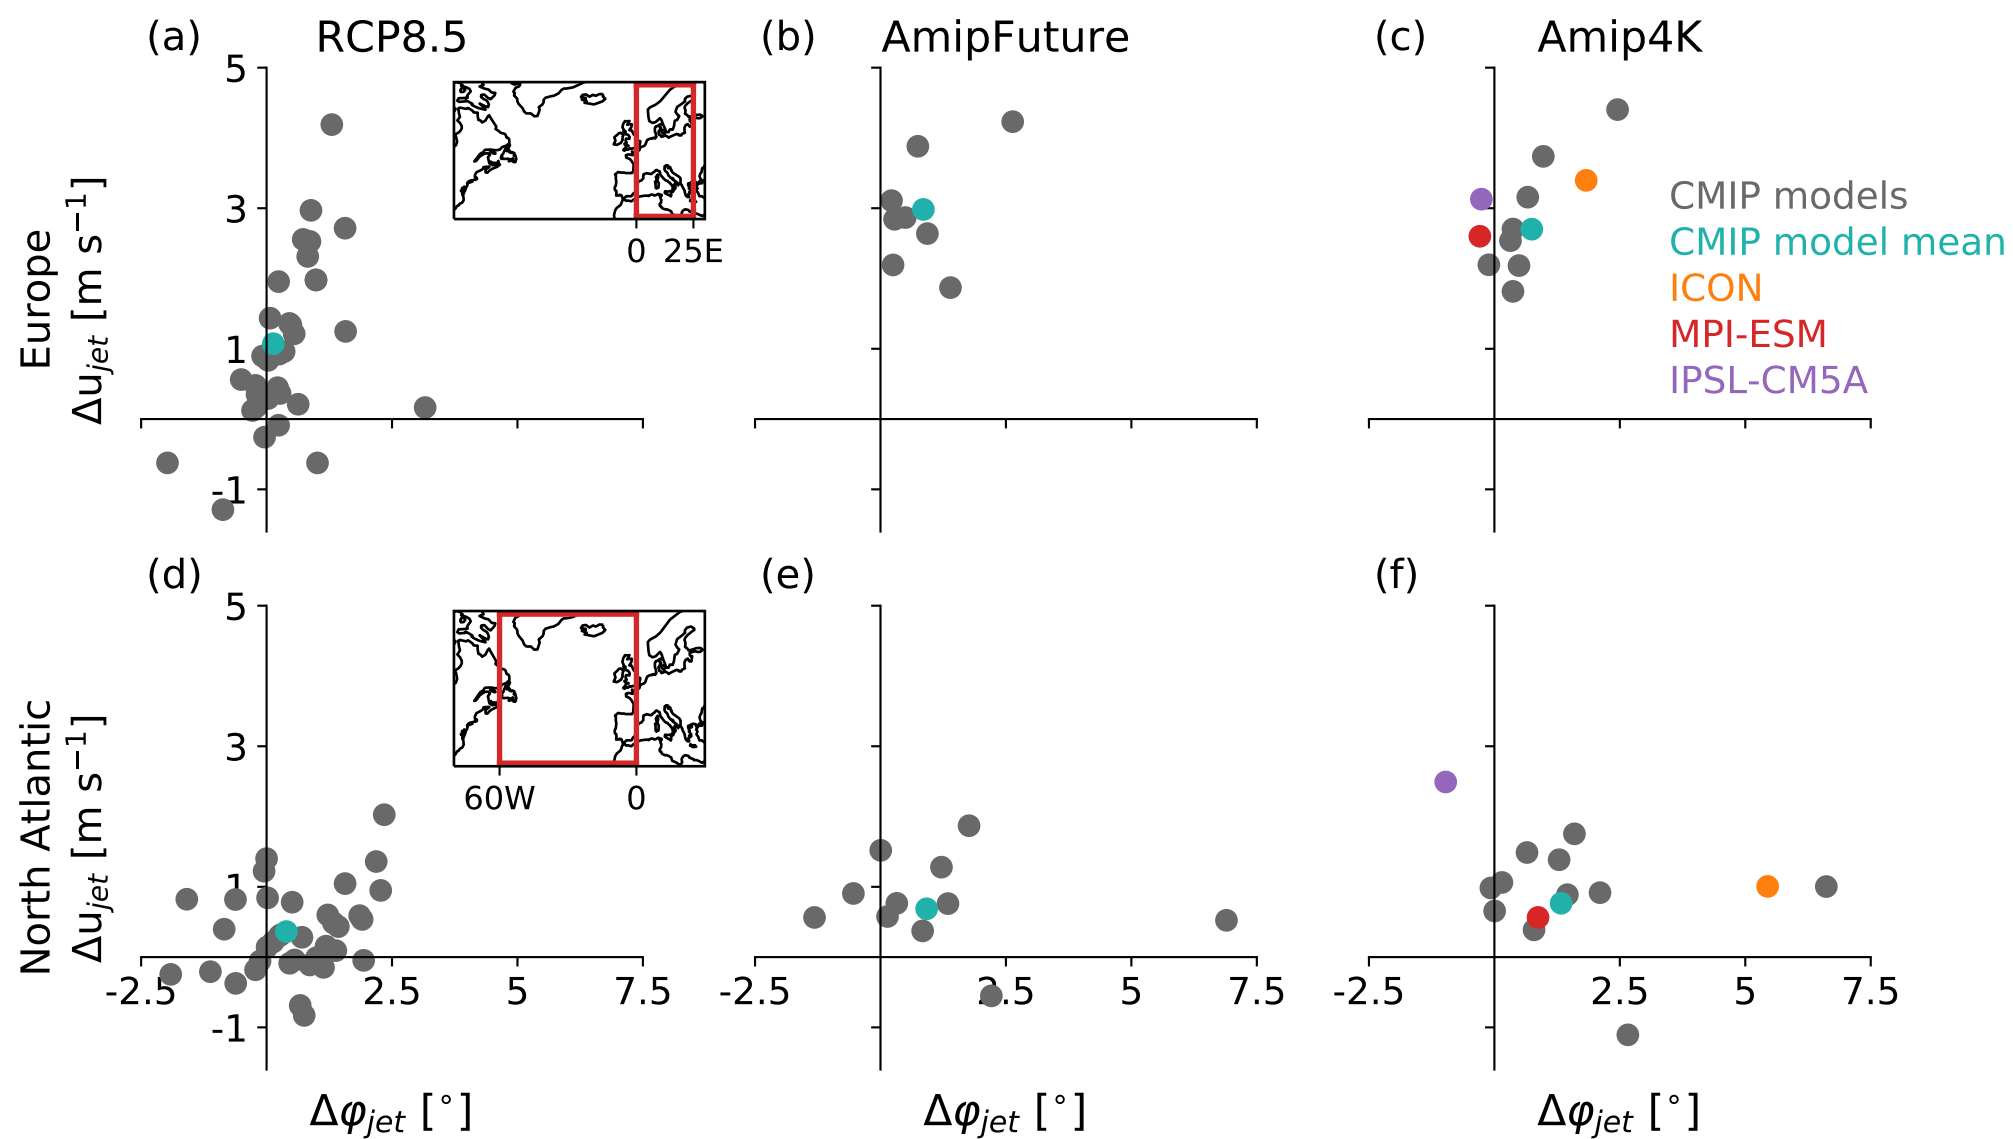 (a) RCP8.5 (b) AmipFuture (c) Amip4K
5
3
1
-1
Europe
Δu_jet [m s⁻¹]
0 25E
CMIP models
CMIP model mean
ICON
MPI-ESM
IPSL-CM5A
(d) (e) (f)
5
3
1
-1
North Atlantic
Δu_jet [m s⁻¹]
60W 0
-2.5 2.5 5 7.5 -2.5 2.5 5 7.5 -2.5 2.5 5 7.5
Δφ_jet [°] Δφ_jet [°] Δφ_jet [°]